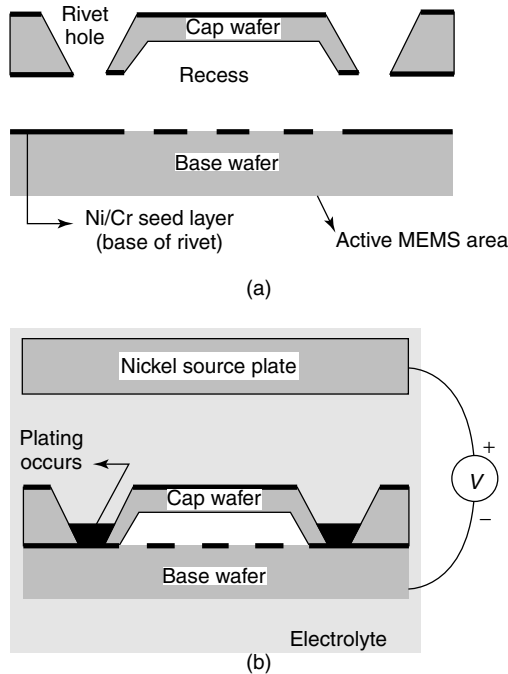 Rivet
hole
Cap wafer
Recess
Base wafer
Ni/Cr seed layer
(base of rivet)
Active MEMS area
(a)
Nickel source plate
Plating
occurs
+
V
−
Cap wafer
Base wafer
Electrolyte
(b)